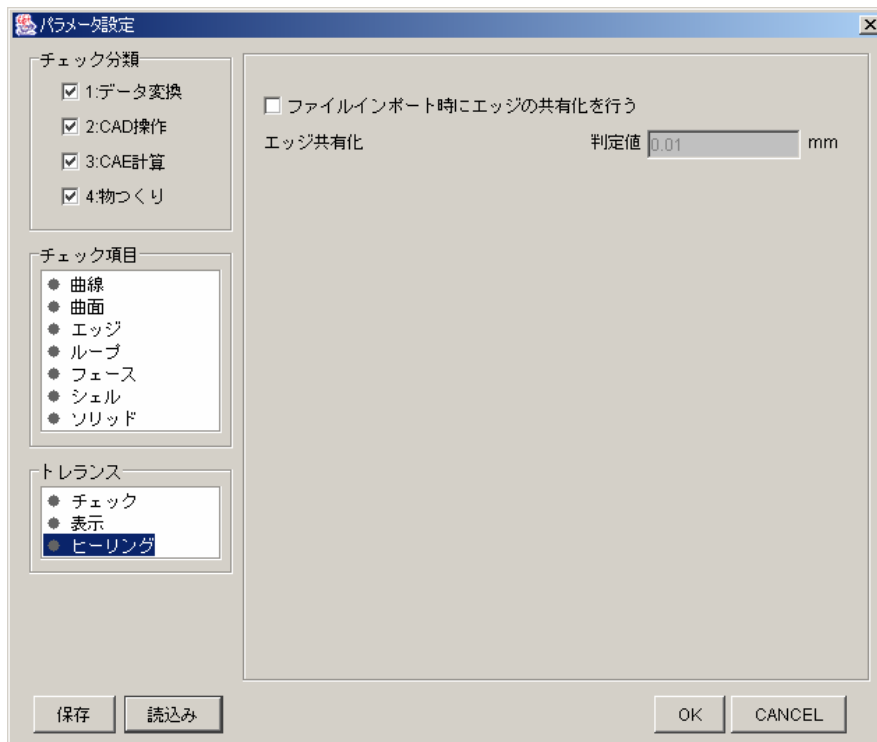 パラメータ設定
チェック分類
1:データ変換
2:CAD操作
3:CAE計算
4:物つくり
チェック項目
曲線
曲面
エッジ
ループ
フェース
シェル
ソリッド
トレランス
チェック
表示
ヒーリング
ファイルインポート時にエッジの共有化を行う
エッジ共有化 判定値 0.01 mm
保存 読込み OK CANCEL